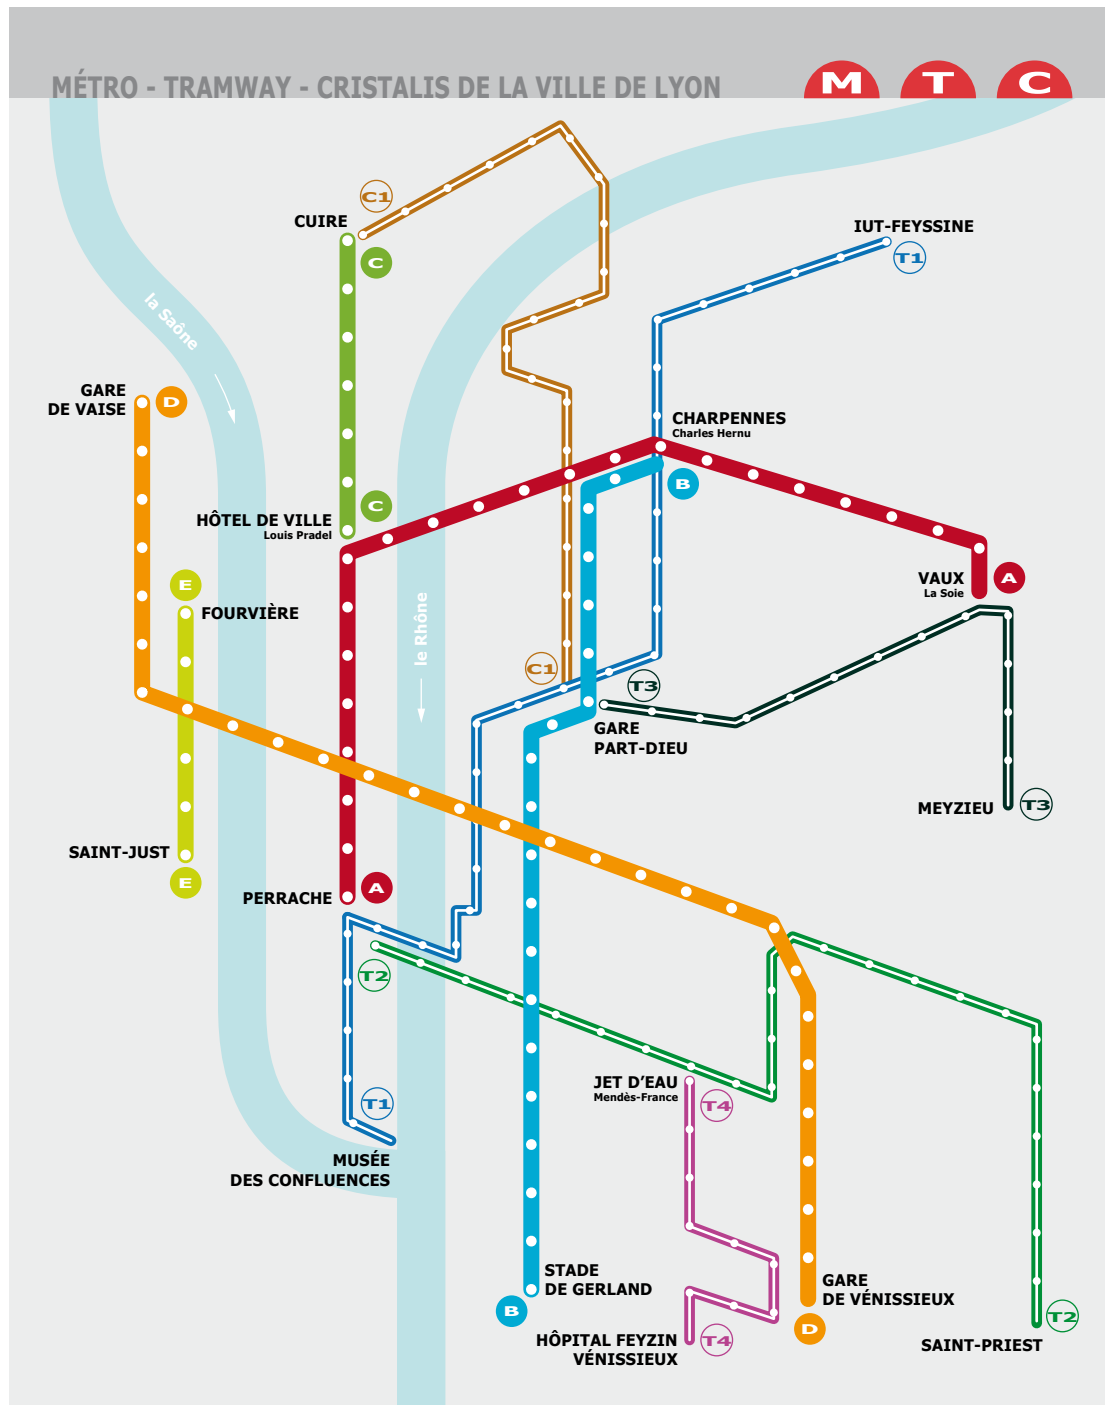 MÉTRO - TRAMWAY - CRISTALIS DE LA VILLE DE LYON
M T C
C1
CUIRE
C
IUT-FEYSSINE
T1
la Saône
GARE
DE VAISE
D
CHARPENNES
Charles Hernu
B
C
HÔTEL DE VILLE
Louis Pradel
E
FOURVIÈRE
VAUX
La Soie
A
le Rhône
C1
T3
GARE
PART-DIEU
MEYZIEU
T3
SAINT-JUST
E
PERRACHE
A
T2
JET D’EAU
Mendès-France
T4
T1
MUSÉE
DES CONFLUENCES
STADE
DE GERLAND
B
GARE
DE VÉNISSIEUX
D
HÔPITAL FEYZIN
VÉNISSIEUX
T4
T2
SAINT-PRIEST